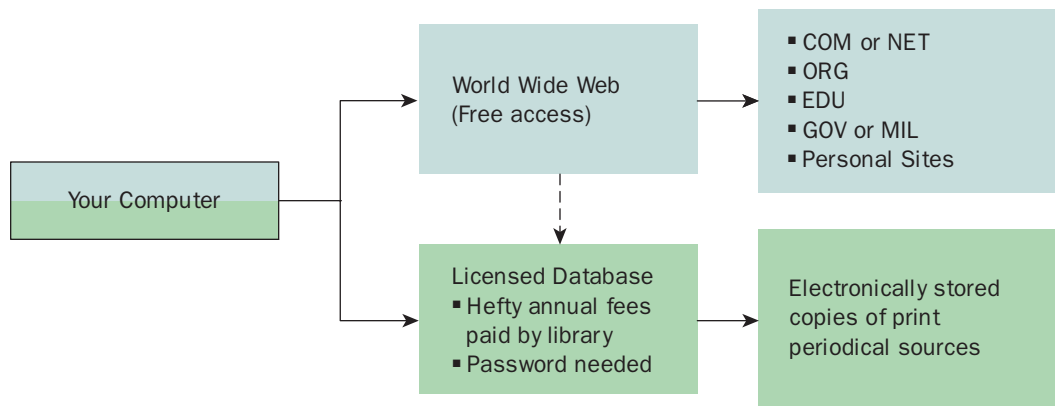 World Wide Web
(Free access)
▪ COM or NET
▪ ORG
▪ EDU
▪ GOV or MIL
▪ Personal Sites
Your Computer
Licensed Database
▪ Hefty annual fees
paid by library
▪ Password needed
Electronically stored
copies of print
periodical sources